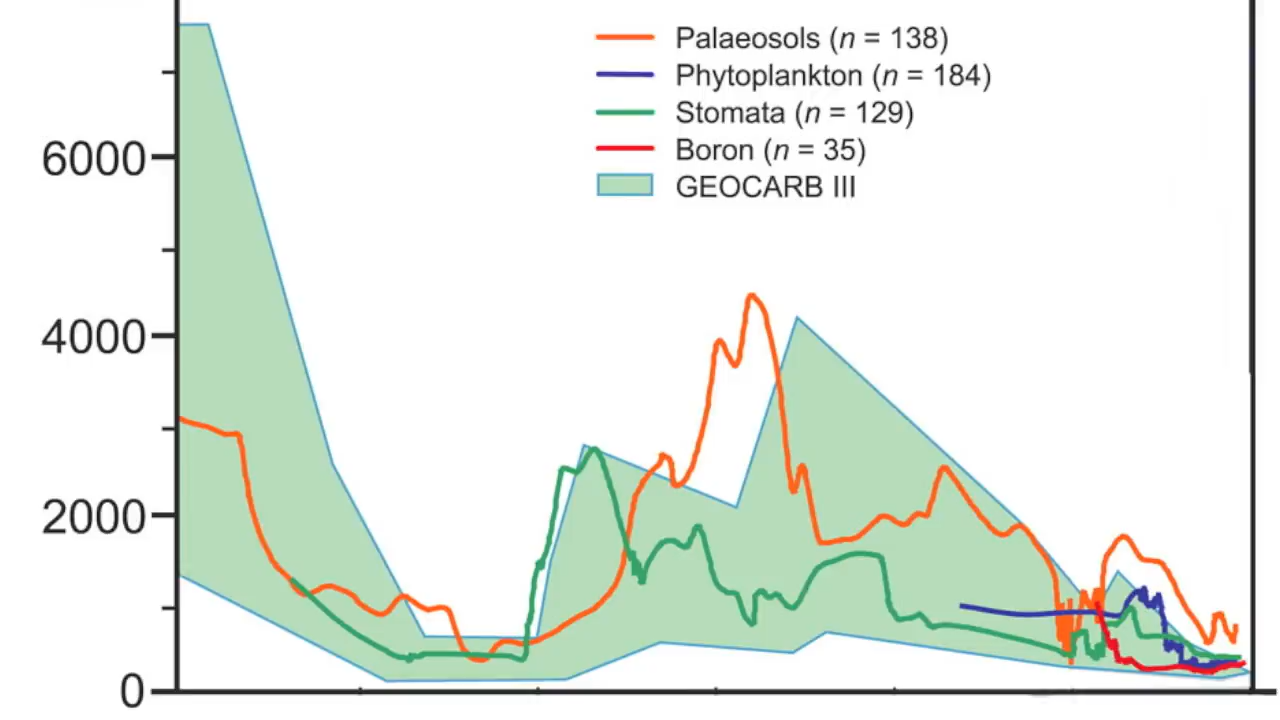 Palaeosols (n = 138)
Phytoplankton (n = 184)
Stomata (n = 129)
Boron (n = 35)
GEOCARB III
6000
4000
2000
0